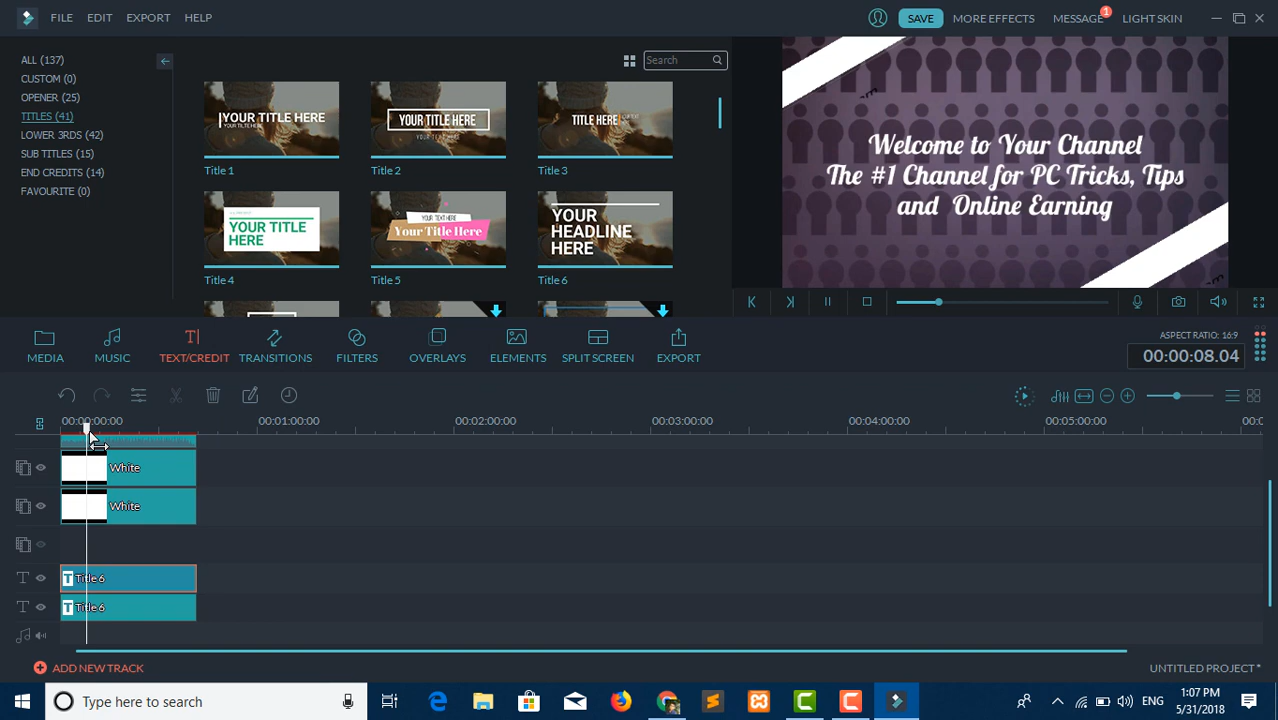 FILE EDIT EXPORT HELP
SAVE MORE EFFECTS MESSAGE 1 LIGHT SKIN
ALL (137)
CUSTOM (0)
OPENER (25)
TITLES (41)
LOWER 3RDS (42)
SUB TITLES (15)
END CREDITS (14)
FAVOURITE (0)
Search
YOUR TITLE HERE
YOUR TITLE HERE
TITLE HERE
Title 1 Title 2 Title 3
YOUR TITLE
HERE
YOUR TEXT HERE
Your Title Here
YOUR
HEADLINE
HERE
Title 4 Title 5 Title 6
Welcome to Your Channel
The #1 Channel for PC Tricks, Tips
and Online Earning
MEDIA MUSIC TEXT/CREDIT TRANSITIONS FILTERS OVERLAYS ELEMENTS SPLIT SCREEN EXPORT
ASPECT RATIO: 16:9
00:00:08.04
00:00:00:00 00:01:00:00 00:02:00:00 00:03:00:00 00:04:00:00 00:05:00:00
White
White
T Title 6
T Title 6
ADD NEW TRACK
UNTITLED PROJECT*
Type here to search
ENG
1:07 PM
5/31/2018